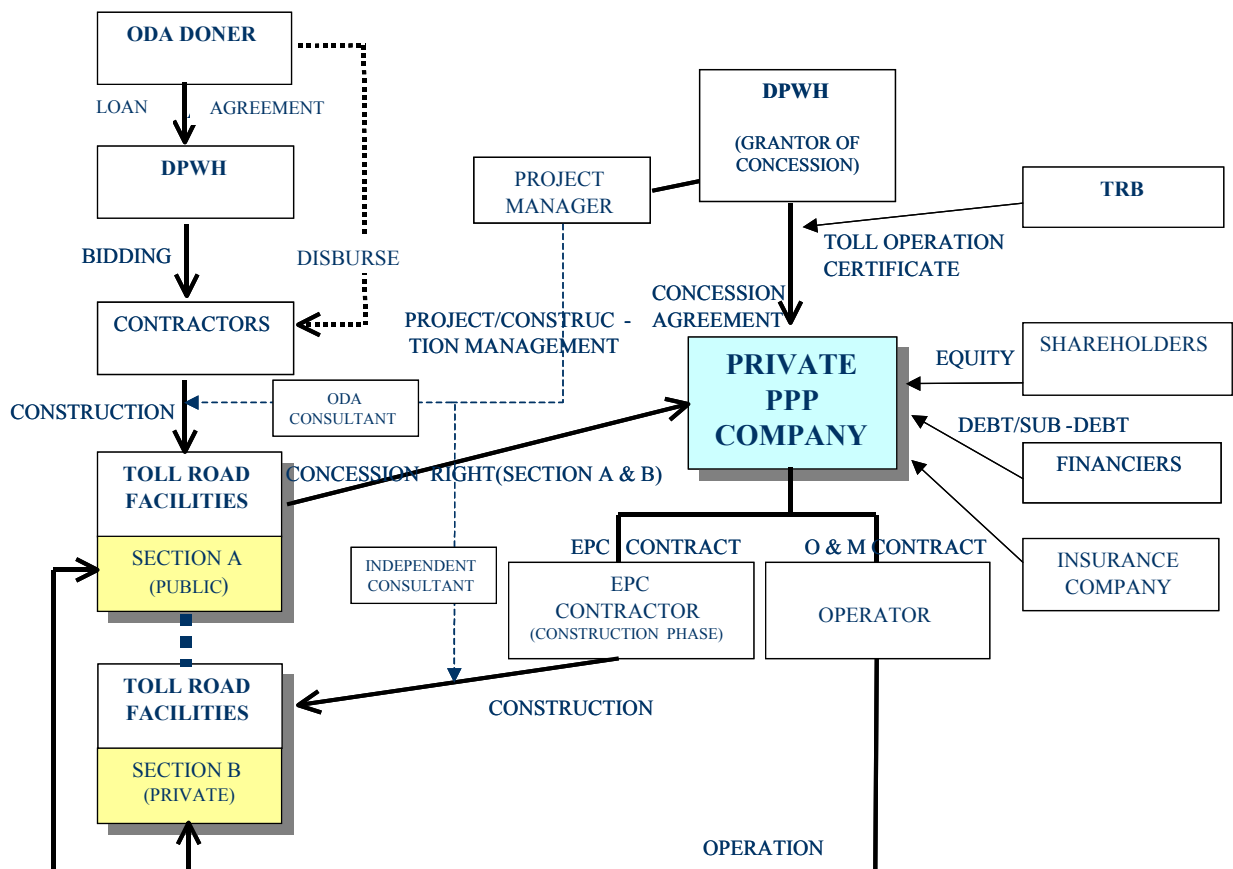 ODA DONER
LOAN
AGREEMENT
DPWH
BIDDING
DISBURSE
CONTRACTORS
CONSTRUCTION
ODA
CONSULTANT
TOLL ROAD
FACILITIES
SECTION A
(PUBLIC)
TOLL ROAD
FACILITIES
SECTION B
(PRIVATE)
PROJECT
MANAGER
PROJECT/CONSTRUC -
TION MANAGEMENT
CONCESSION RIGHT(SECTION A & B)
INDEPENDENT
CONSULTANT
DPWH
(GRANTOR OF
CONCESSION)
TRB
TOLL OPERATION
CERTIFICATE
CONCESSION
AGREEMENT
PRIVATE
PPP
COMPANY
EQUITY
SHAREHOLDERS
DEBT/SUB -DEBT
FINANCIERS
INSURANCE
COMPANY
EPC CONTRACT
O & M CONTRACT
EPC
CONTRACTOR
(CONSTRUCTION PHASE)
OPERATOR
CONSTRUCTION
OPERATION